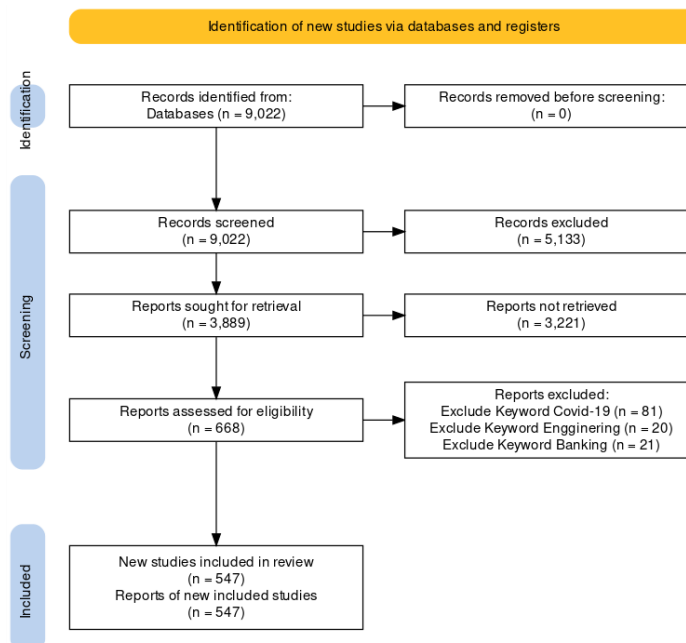 Identification of new studies via databases and registers
Identification
Records identified from:
Databases (n = 9,022)
Records removed before screening:
(n = 0)
Screening
Records screened
(n = 9,022)
Records excluded
(n = 5,133)
Reports sought for retrieval
(n = 3,889)
Reports not retrieved
(n = 3,221)
Reports assessed for eligibility
(n = 668)
Reports excluded:
Exclude Keyword Covid-19 (n = 81)
Exclude Keyword Engginering (n = 20)
Exclude Keyword Banking (n = 21)
Included
New studies included in review
(n = 547)
Reports of new included studies
(n = 547)